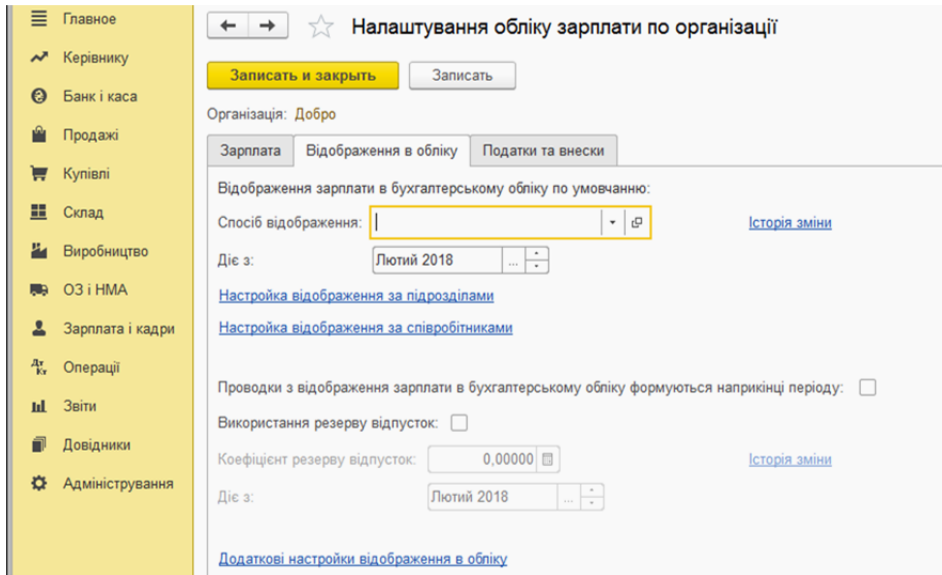 Главное
Керівнику
Банк і каса
Продажі
Купівлі
Склад
Виробництво
ОЗ і НМА
Зарплата і кадри
Дт Кт Операції
Звіти
Довідники
Адміністрування
Налаштування обліку зарплати по організації
Записать и закрыть Записать
Організація: Добро
Зарплата Відображення в обліку Податки та внески
Відображення зарплати в бухгалтерському обліку по умовчанню:
Спосіб відображення: Історія зміни
Діє з: Лютий 2018 ...
Настройка відображення за підрозділами
Настройка відображення за співробітниками
Проводки з відображення зарплати в бухгалтерському обліку формуються наприкінці періоду:
Використання резерву відпусток:
Коефіцієнт резерву відпусток: 0,00000 Історія зміни
Діє з: Лютий 2018 ...
Додаткові настройки відображення в обліку